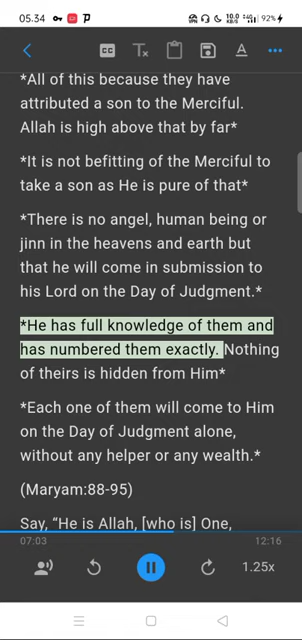 05.34
10.0
KB/S
92%
CC
A
*All of this because they have
attributed a son to the Merciful.
Allah is high above that by far*
*It is not befitting of the Merciful to
take a son as He is pure of that*
*There is no angel, human being or
jinn in the heavens and earth but
that he will come in submission to
his Lord on the Day of Judgment.*
*He has full knowledge of them and
has numbered them exactly. Nothing
of theirs is hidden from Him*
*Each one of them will come to Him
on the Day of Judgment alone,
without any helper or any wealth.*
(Maryam:88-95)
Say, “He is Allah, [who is] One,
07:03
12:16
1.25x